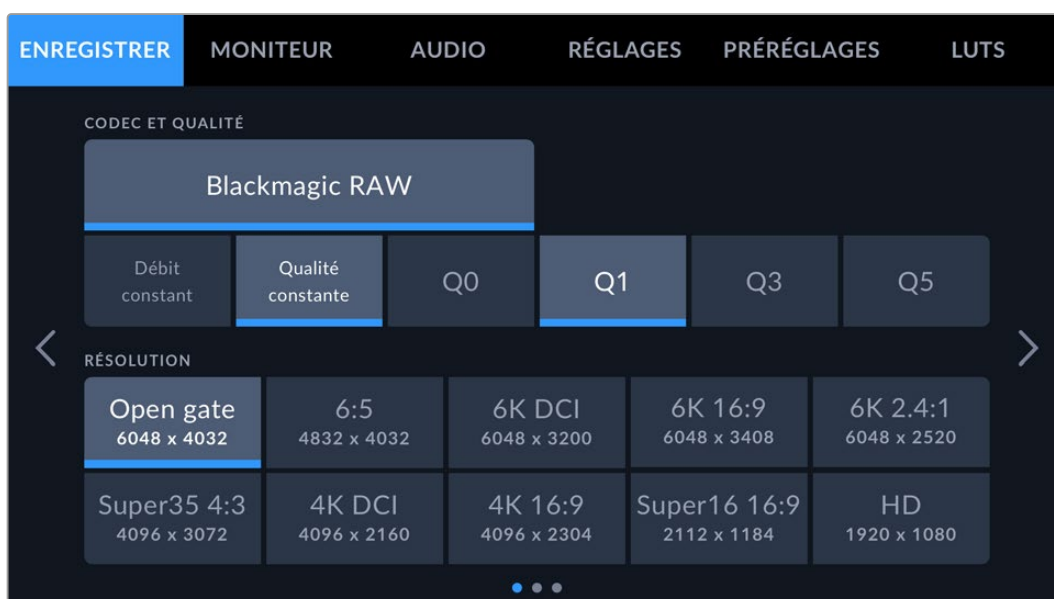 ENREGISTRER MONITEUR AUDIO RÉGLAGES PRÉRÉGLAGES LUTS
CODEC ET QUALITÉ
Blackmagic RAW
Débit constant
Qualité constante
Q0
Q1
Q3
Q5
RÉSOLUTION
Open gate
6048 x 4032
6:5
4832 x 4032
6K DCI
6048 x 3200
6K 16:9
6048 x 3408
6K 2.4:1
6048 x 2520
Super35 4:3
4096 x 3072
4K DCI
4096 x 2160
4K 16:9
4096 x 2304
Super16 16:9
2112 x 1184
HD
1920 x 1080